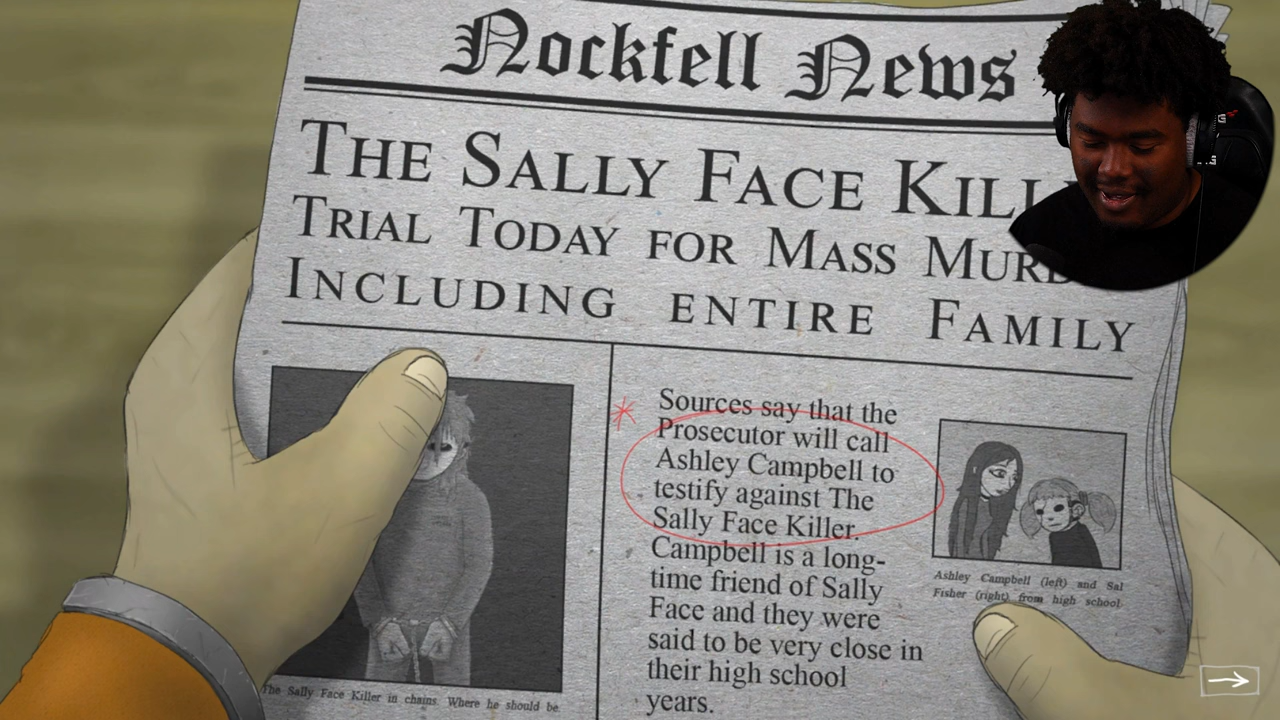 Nockfell News
THE SALLY FACE
TRIAL TODAY FOR MASS
INCLUDING ENTIRE FAMILY
Sources say that the
Prosecutor will call
Ashley Campbell to
testify against The
Sally Face Killer.
Campbell is a long-
time friend of Sally
Face and they were
said to be very close in
their high school
years.
Ashley Campbell (left) and Sal
Fisher (right) from high school
The Sally Face Killer in chains. Where he should be.